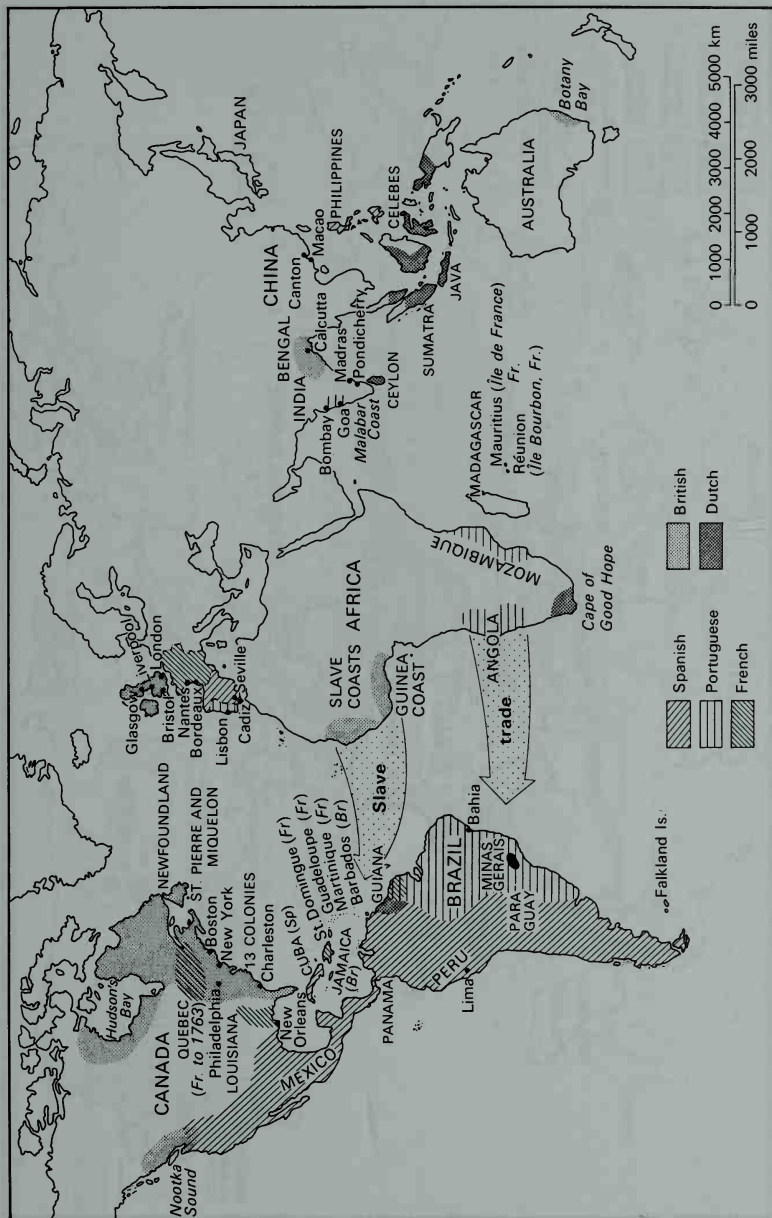 Hudson's Bay
CANADA
NEWFOUNDLAND
ST. PIERRE AND
MIQUELON
QUEBEC
(Fr. to 1763)
Boston
New York
Philadelphia
13 COLONIES
Charleston
LOUISIANA
New
Orleans
Nootka
Sound
MEXICO
CUBA (Sp)
St. Domingue (Fr)
Guadeloupe (Fr)
Martinique (Fr)
Barbados (Br)
JAMAICA
(Br)
PANAMA
GUIANA
PERU
Lima
BRAZIL
MINAS
GERAIS
Bahia
PARA
GUAY
Falkland Is.
Glasgow
Liverpool
London
Bristol
Nantes
Bordeaux
Lisbon
Cadiz
Seville
SLAVE
COASTS
AFRICA
GUINEA
COAST
Slave
trade
ANGOLA
MOZAMBIQUE
Cape of
Good Hope
MADAGASCAR
Mauritius (Île de France)
Fr.
Réunion
(Île Bourbon, Fr.)
BENGAL
INDIA
Calcutta
Bombay
Madras
Goa
Pondicherry
Malabar
Coast
CEYLON
CHINA
Canton
Macao
JAPAN
PHILIPPINES
CELEBES
SUMATRA
JAVA
AUSTRALIA
Botany
Bay
Spanish
Portuguese
French
British
Dutch
0 1000 2000 3000 4000 5000 km
0 1000 2000 3000 miles